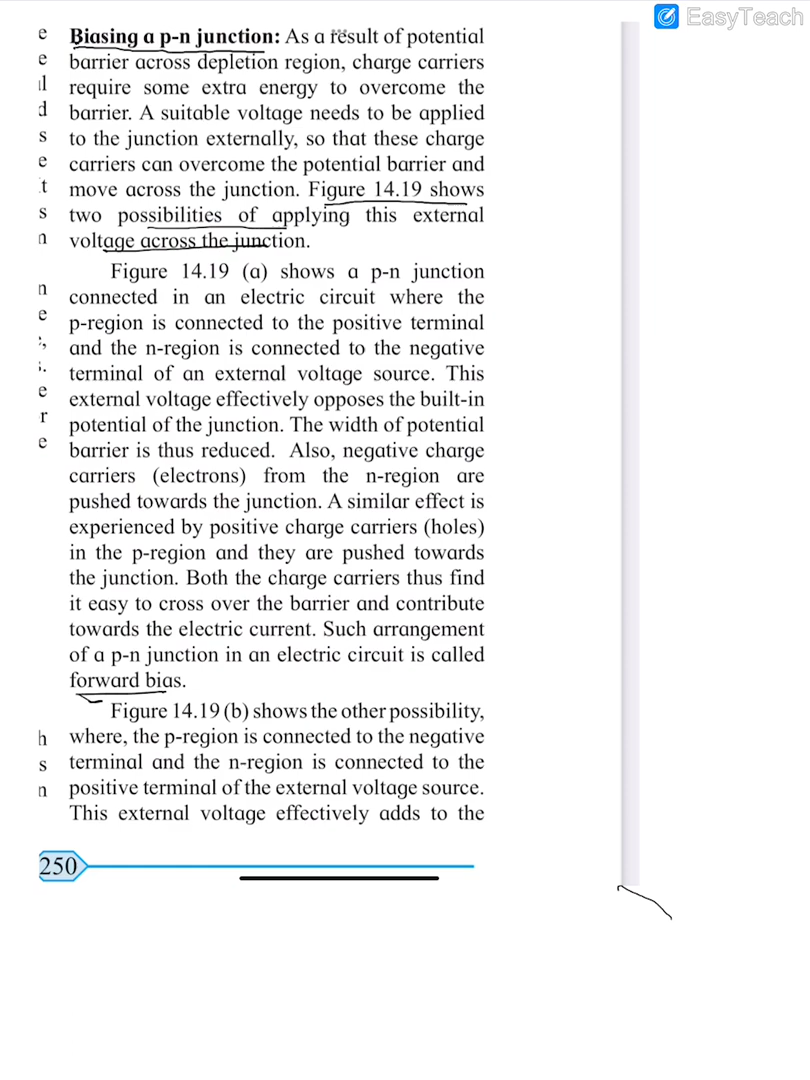 EasyTeach
e
e
l
d
s
e
t
s
n
n
e
:,
;.
e
r
e
h
s
n
Biasing a p-n junction: As a result of potential
barrier across depletion region, charge carriers
require some extra energy to overcome the
barrier. A suitable voltage needs to be applied
to the junction externally, so that these charge
carriers can overcome the potential barrier and
move across the junction. Figure 14.19 shows
two possibilities of applying this external
voltage across the junction.
Figure 14.19 (a) shows a p-n junction
connected in an electric circuit where the
p-region is connected to the positive terminal
and the n-region is connected to the negative
terminal of an external voltage source. This
external voltage effectively opposes the built-in
potential of the junction. The width of potential
barrier is thus reduced. Also, negative charge
carriers (electrons) from the n-region are
pushed towards the junction. A similar effect is
experienced by positive charge carriers (holes)
in the p-region and they are pushed towards
the junction. Both the charge carriers thus find
it easy to cross over the barrier and contribute
towards the electric current. Such arrangement
of a p-n junction in an electric circuit is called
forward bias.
Figure 14.19 (b) shows the other possibility,
where, the p-region is connected to the negative
terminal and the n-region is connected to the
positive terminal of the external voltage source.
This external voltage effectively adds to the
250